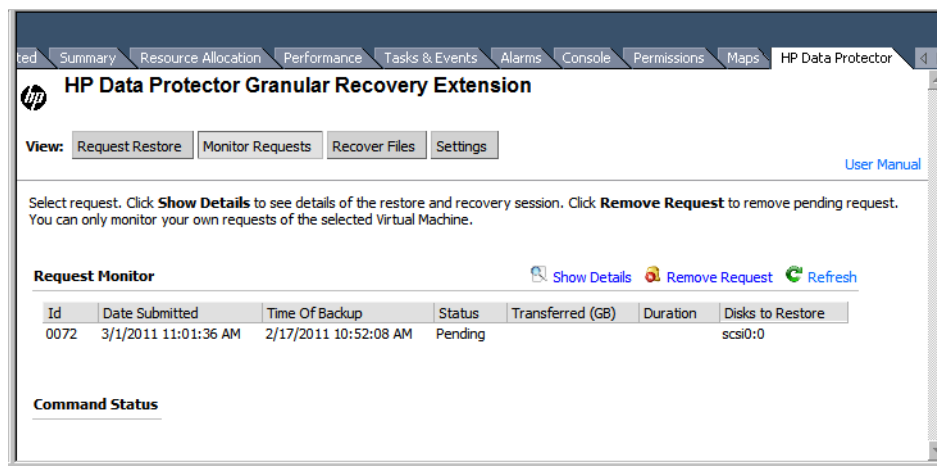 ted Summary Resource Allocation Performance Tasks & Events Alarms Console Permissions Maps HP Data Protector
hp HP Data Protector Granular Recovery Extension
View: Request Restore Monitor Requests Recover Files Settings
User Manual
Select request. Click Show Details to see details of the restore and recovery session. Click Remove Request to remove pending request.
You can only monitor your own requests of the selected Virtual Machine.
Request Monitor Show Details Remove Request Refresh
Id Date Submitted Time Of Backup Status Transferred (GB) Duration Disks to Restore
0072 3/1/2011 11:01:36 AM 2/17/2011 10:52:08 AM Pending scsi0:0
Command Status